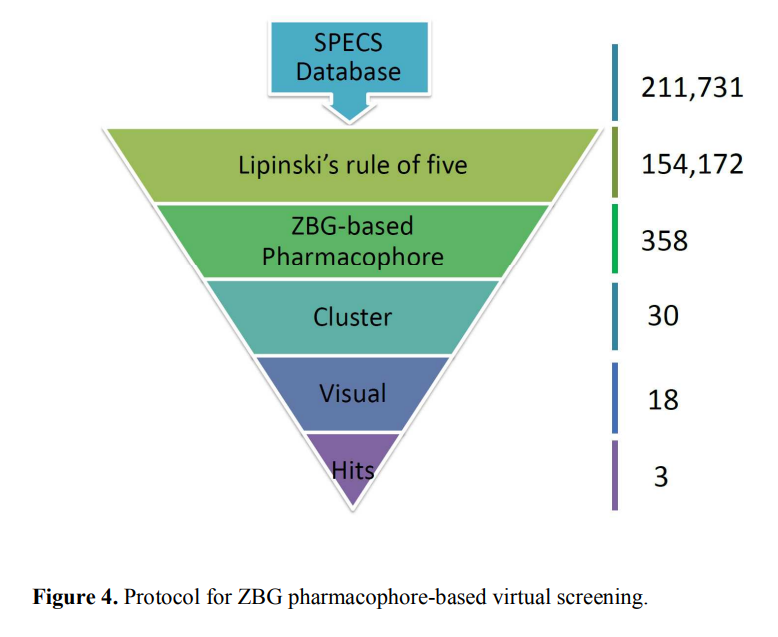 SPECS
Database
211,731
Lipinski's rule of five
154,172
ZBG-based
Pharmacophore
358
Cluster
30
Visual
18
Hits
3
Figure 4. Protocol for ZBG pharmacophore-based virtual screening.